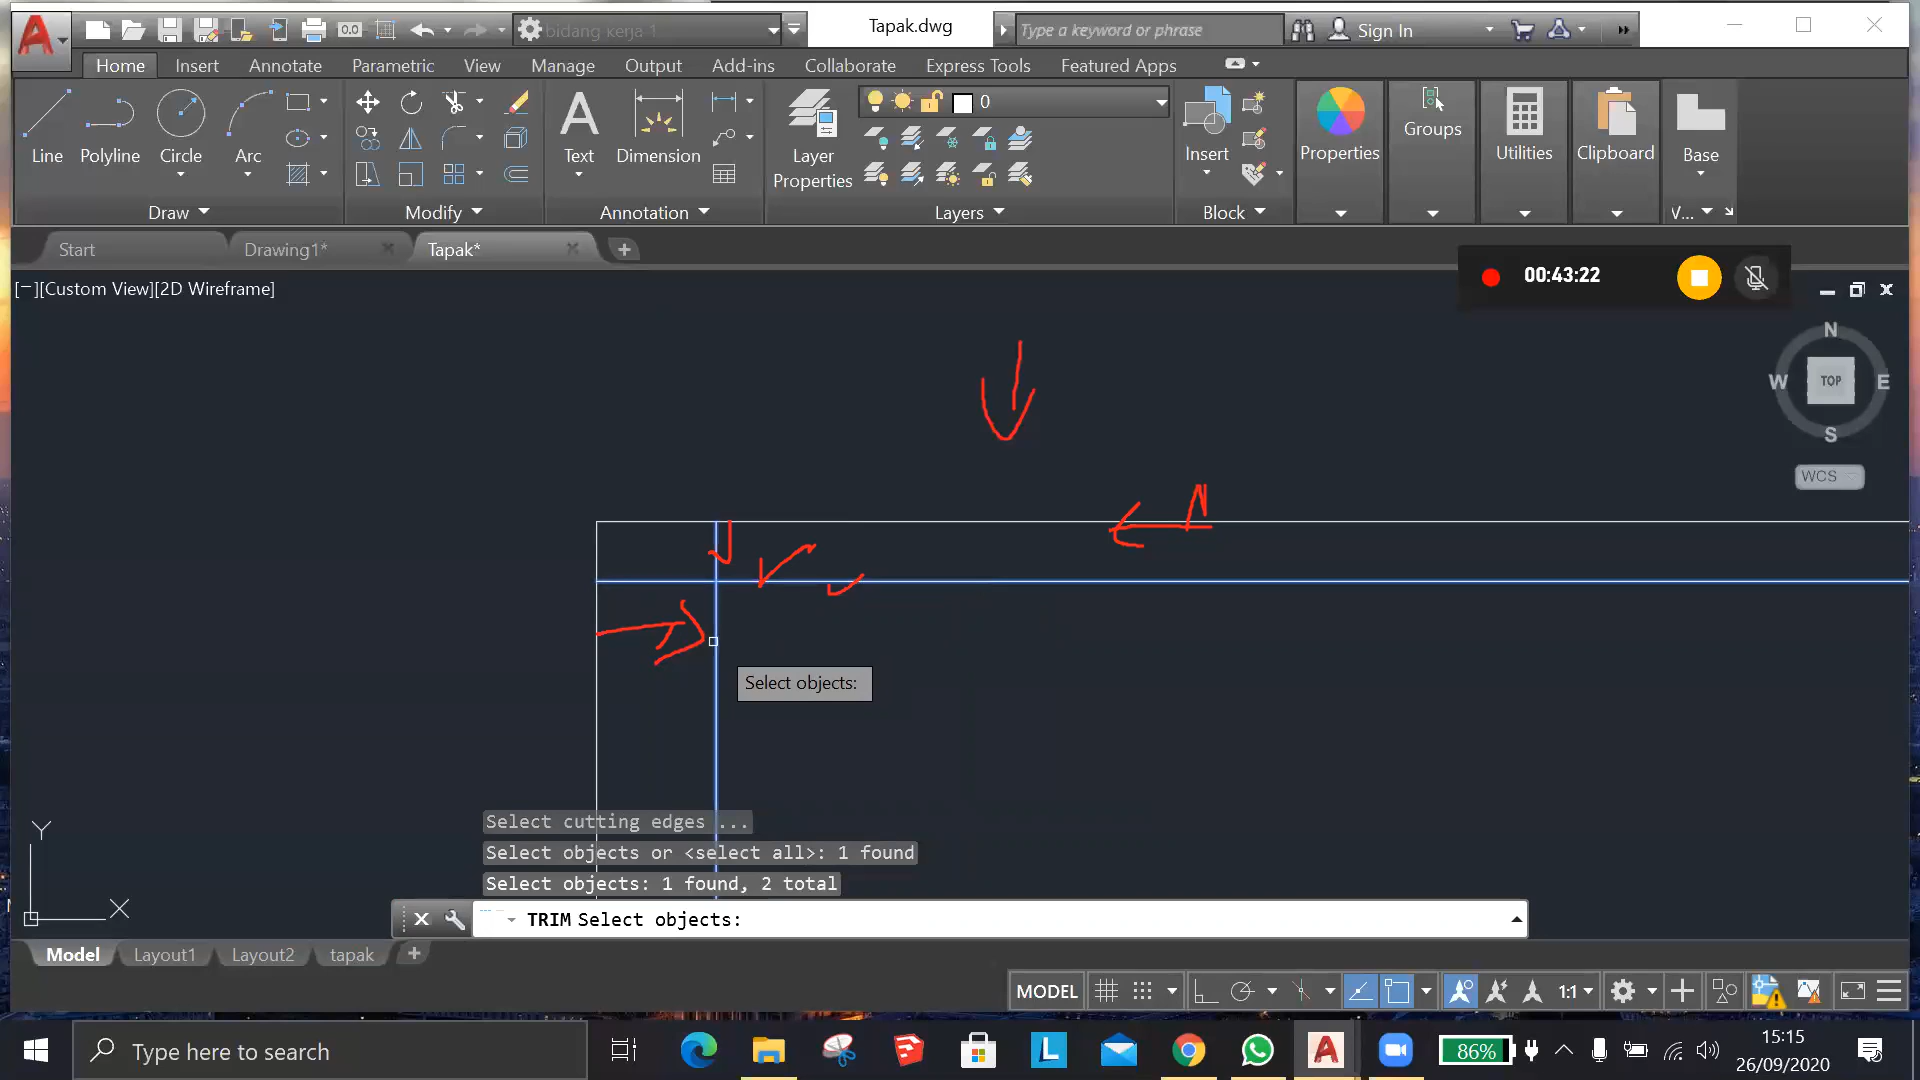 bidang kerja 1
Tapak.dwg
Type a keyword or phrase
Sign In
Home Insert Annotate Parametric View Manage Output Add-ins Collaborate Express Tools Featured Apps
0
Line Polyline Circle Arc
Text Dimension
Layer Properties
Insert
Properties Groups Utilities Clipboard Base
Draw Modify Annotation Layers Block V...
Start Drawing1* Tapak*
00:43:22
[−][Custom View][2D Wireframe]
N
W TOP E
S
WCS
Select objects:
Select cutting edges ...
Select objects or <select all>: 1 found
Select objects: 1 found, 2 total
Y
X
TRIM Select objects:
Model Layout1 Layout2 tapak
MODEL 1:1
Type here to search
86%
15:15
26/09/2020